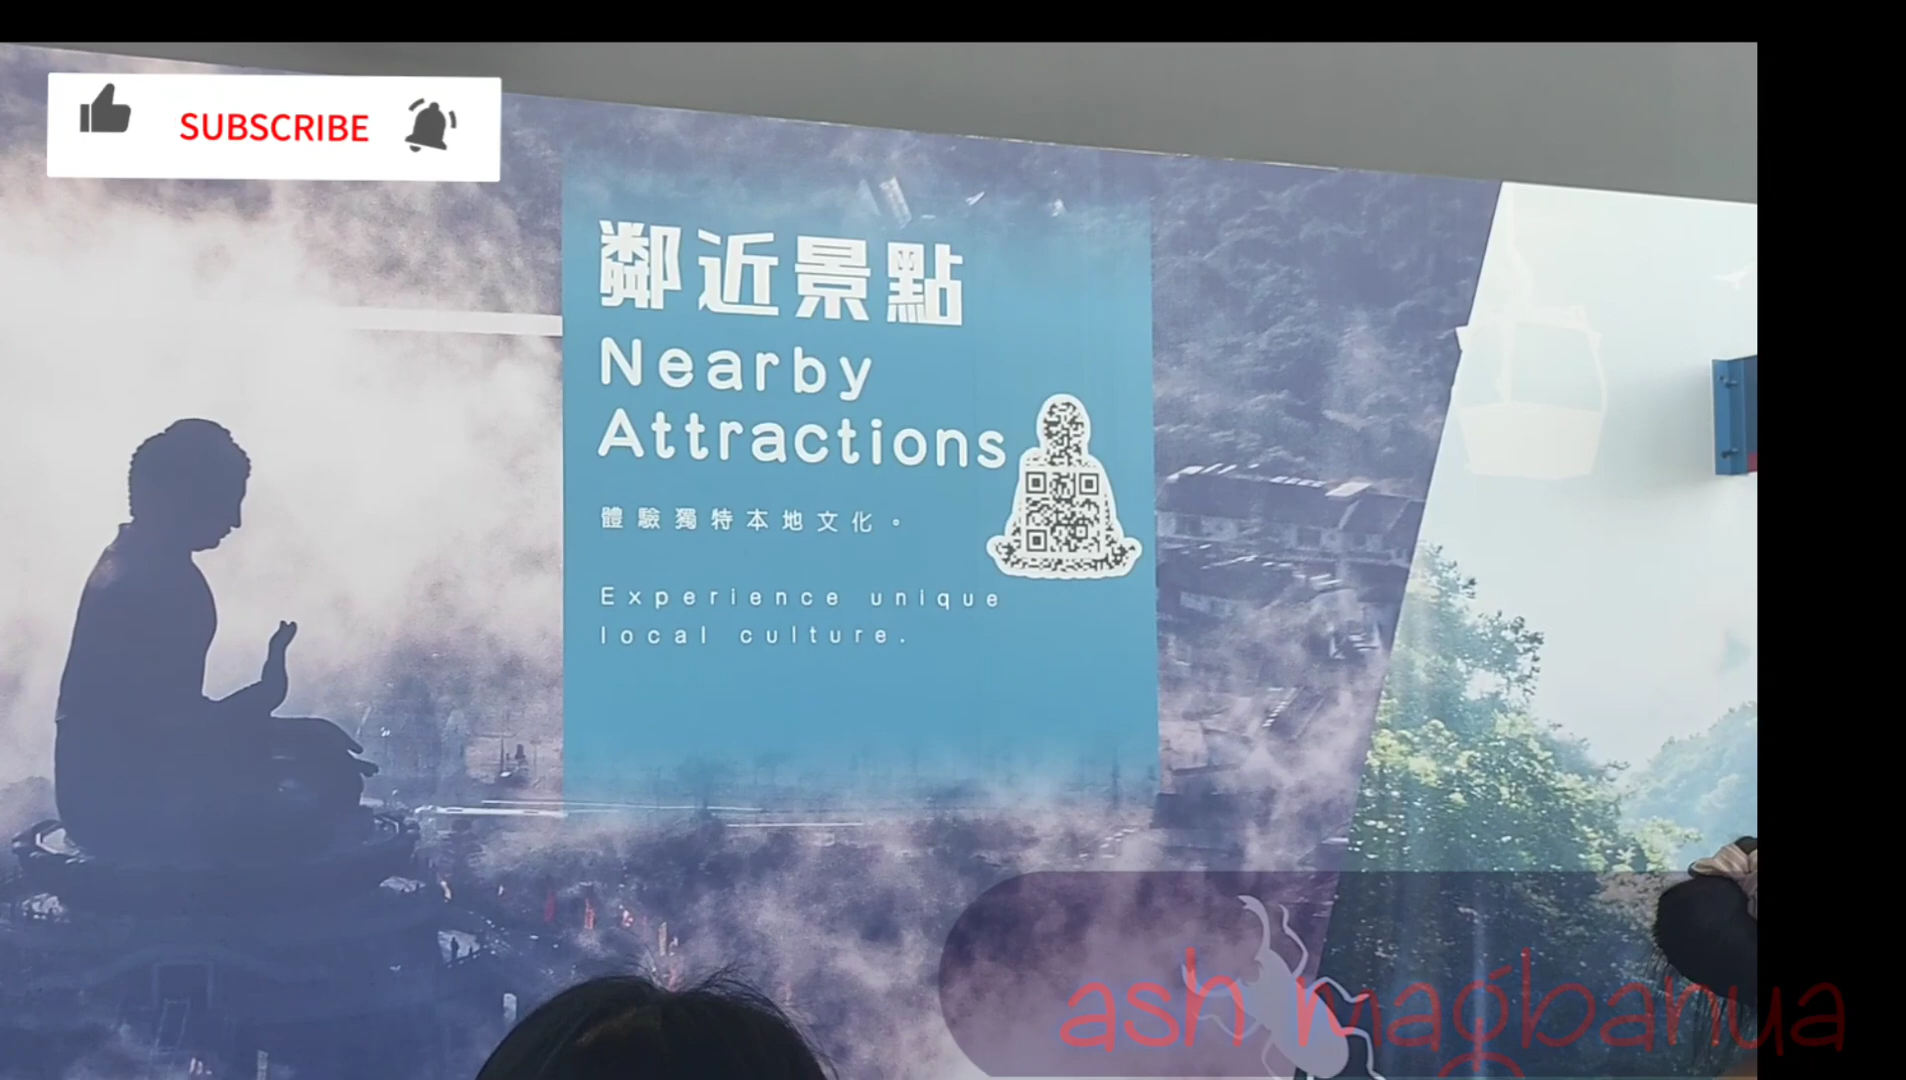 SUBSCRIBE
鄰近景點
Nearby
Attractions
體驗獨特本地文化。
Experience unique
local culture.
ash magbanua